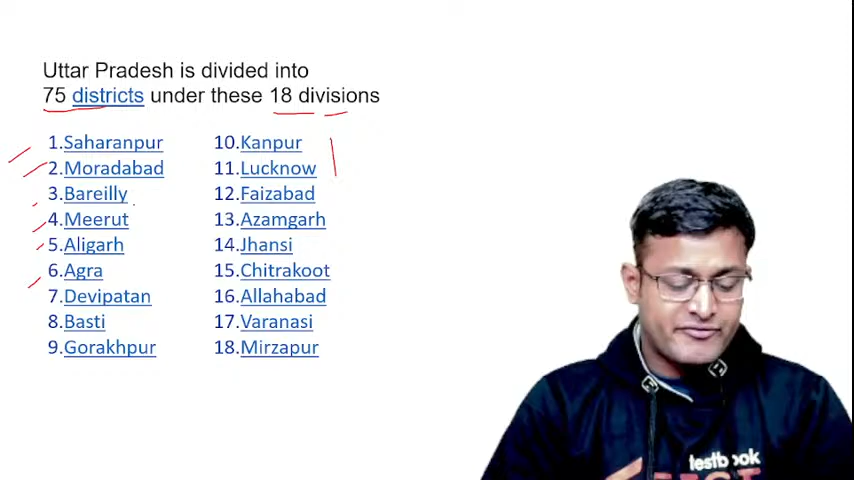 Uttar Pradesh is divided into
75 districts under these 18 divisions
1.Saharanpur
2.Moradabad
3.Bareilly
4.Meerut
5.Aligarh
6.Agra
7.Devipatan
8.Basti
9.Gorakhpur
10.Kanpur
11.Lucknow
12.Faizabad
13.Azamgarh
14.Jhansi
15.Chitrakoot
16.Allahabad
17.Varanasi
18.Mirzapur
testbook